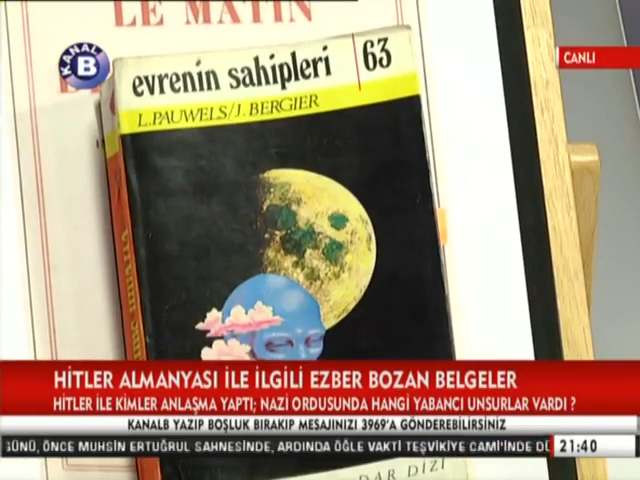 LE MATIN
KANAL B
evrenin sahipleri 63
L.PAUWELS/J.BERGIER
CANLI
HİTLER ALMANYASI İLE İLGİLİ EZBER BOZAN BELGELER
HİTLER İLE KİMLER ANLAŞMA YAPTI; NAZİ ORDUSUNDA HANGİ YABANCI UNSURLAR VARDI ?
KANALB YAZIP BOŞLUK BIRAKIP MESAJINIZI 3969'A GÖNDEREBİLİRSİNİZ
GÜNÜ, ÖNCE MUHSİN ERTUĞRUL SAHNESİNDE, ARDINDA ÖĞLE VAKTİ TEŞVİKİYE CAMİ'İNDE
21:40
DİZİ